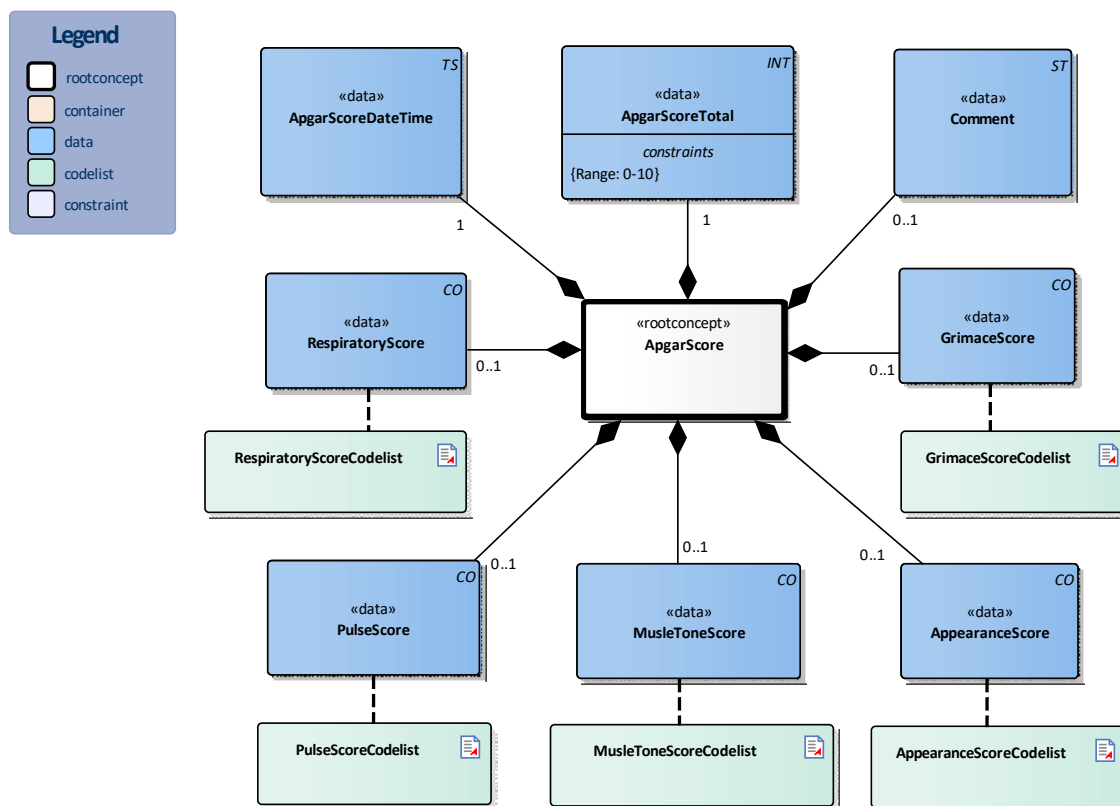 Legend
rootconcept
container
data
codelist
constraint
TS
«data»
ApgarScoreDateTime
INT
«data»
ApgarScoreTotal
constraints
{Range: 0-10}
ST
«data»
Comment
1
1
0..1
CO
«data»
RespiratoryScore
0..1
«rootconcept»
ApgarScore
CO
«data»
GrimaceScore
0..1
RespiratoryScoreCodelist
GrimaceScoreCodelist
0..1
0..1
0..1
CO
«data»
PulseScore
CO
«data»
MusleToneScore
CO
«data»
AppearanceScore
PulseScoreCodelist
MusleToneScoreCodelist
AppearanceScoreCodelist